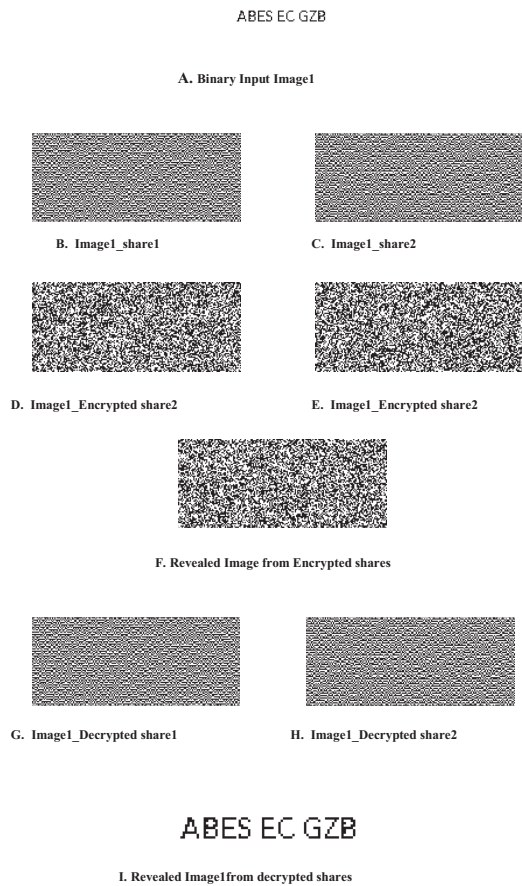 ABES EC GZB
A. Binary Input Image1
B. Image1_share1
C. Image1_share2
D. Image1_Encrypted share2
E. Image1_Encrypted share2
F. Revealed Image from Encrypted shares
G. Image1_Decrypted share1
H. Image1_Decrypted share2
ABES EC GZB
I. Revealed Image1from decrypted shares